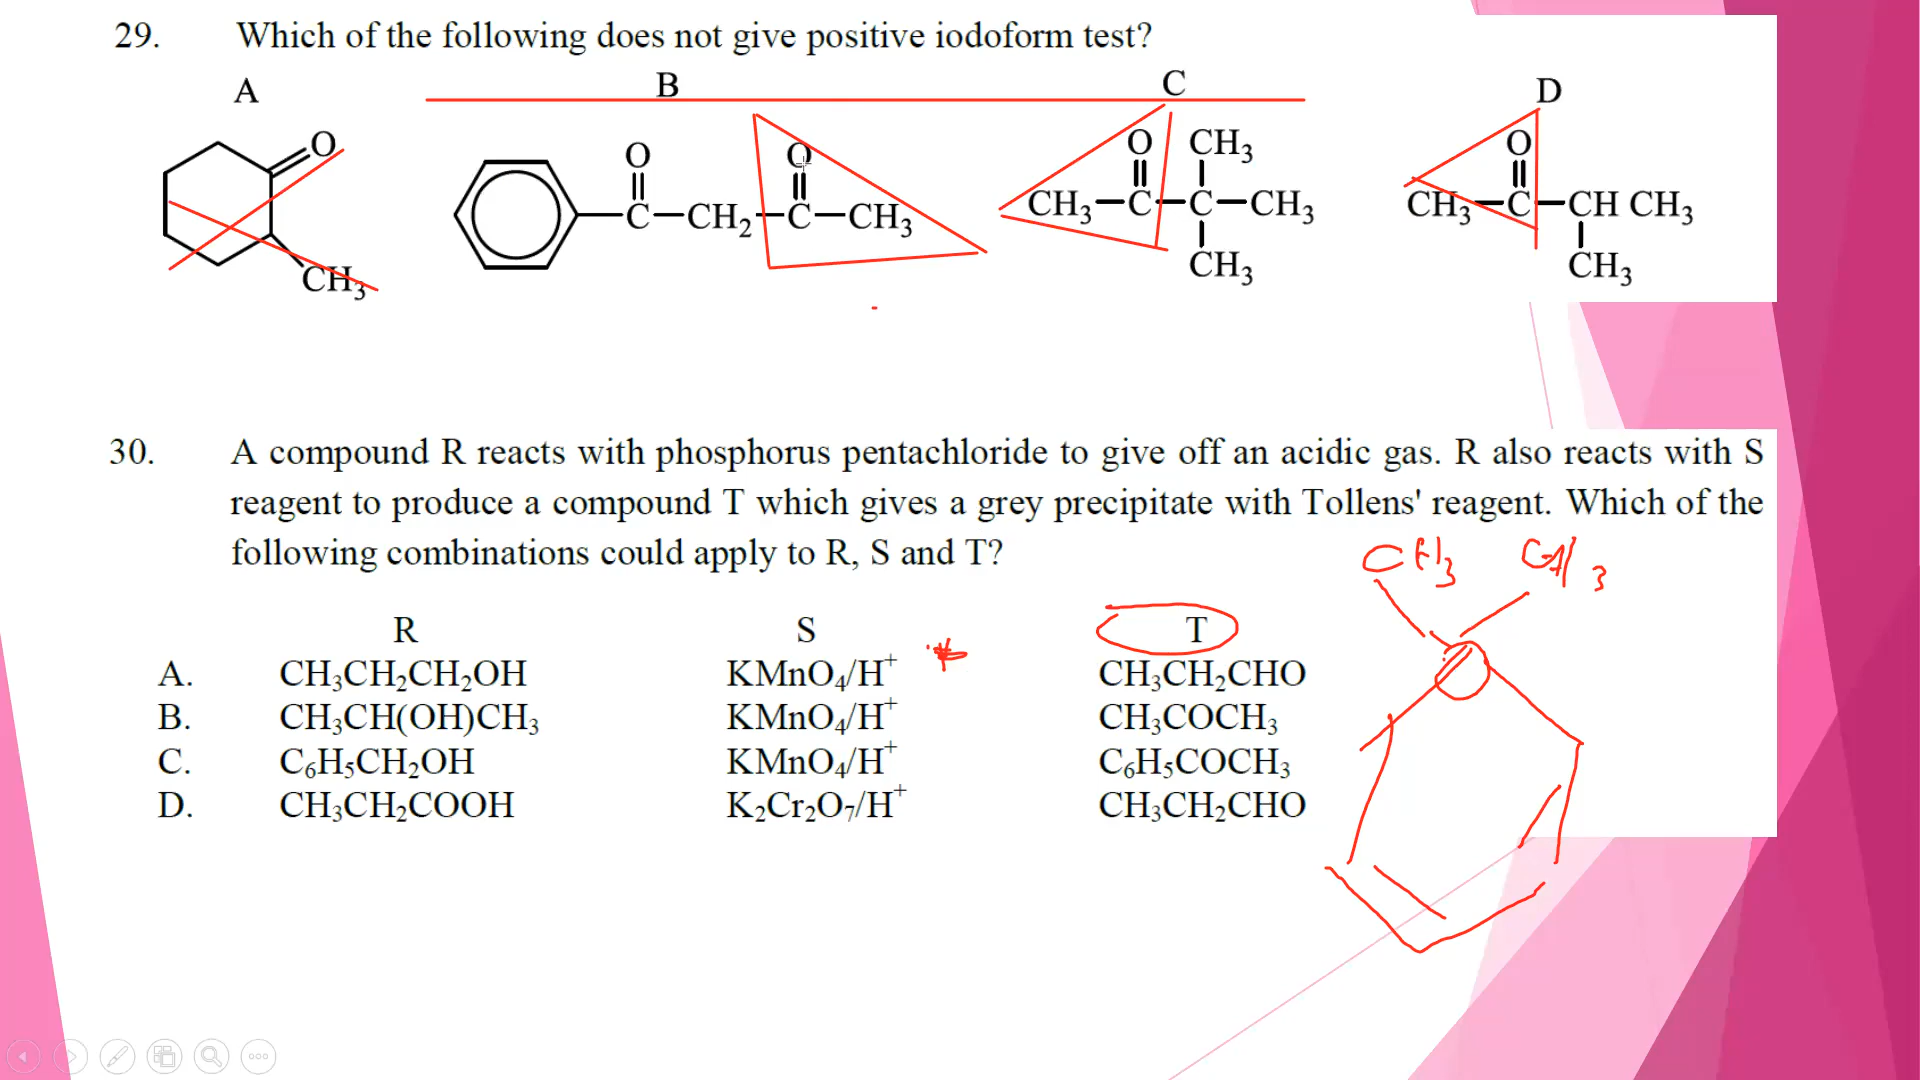 29. Which of the following does not give positive iodoform test?
A B C D
O CH3
O O O CH3 O
CH3—C—C—CH3 CH3—C—CH CH3
C—CH2—C—CH3
CH3 CH3 CH3
30. A compound R reacts with phosphorus pentachloride to give off an acidic gas. R also reacts with S
reagent to produce a compound T which gives a grey precipitate with Tollens' reagent. Which of the
following combinations could apply to R, S and T?
CH3 CH3
R S T
A. CH₃CH₂CH₂OH KMnO₄/H⁺ CH₃CH₂CHO
B. CH₃CH(OH)CH₃ KMnO₄/H⁺ CH₃COCH₃
C. C₆H₅CH₂OH KMnO₄/H⁺ C₆H₅COCH₃
D. CH₃CH₂COOH K₂Cr₂O₇/H⁺ CH₃CH₂CHO